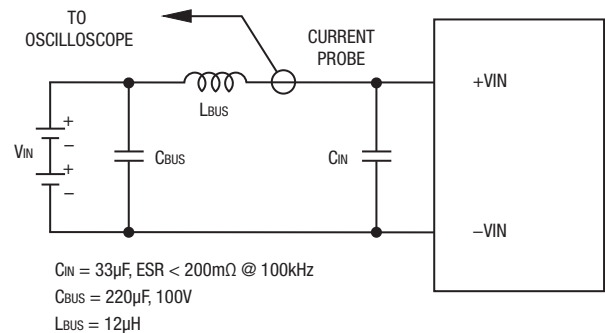 TO
OSCILLOSCOPE
CURRENT
PROBE
LBUS
+VIN
+
−
+
−
VIN
CBUS
CIN
−VIN
CIN = 33µF, ESR < 200mΩ @ 100kHz
CBUS = 220µF, 100V
LBUS = 12µH